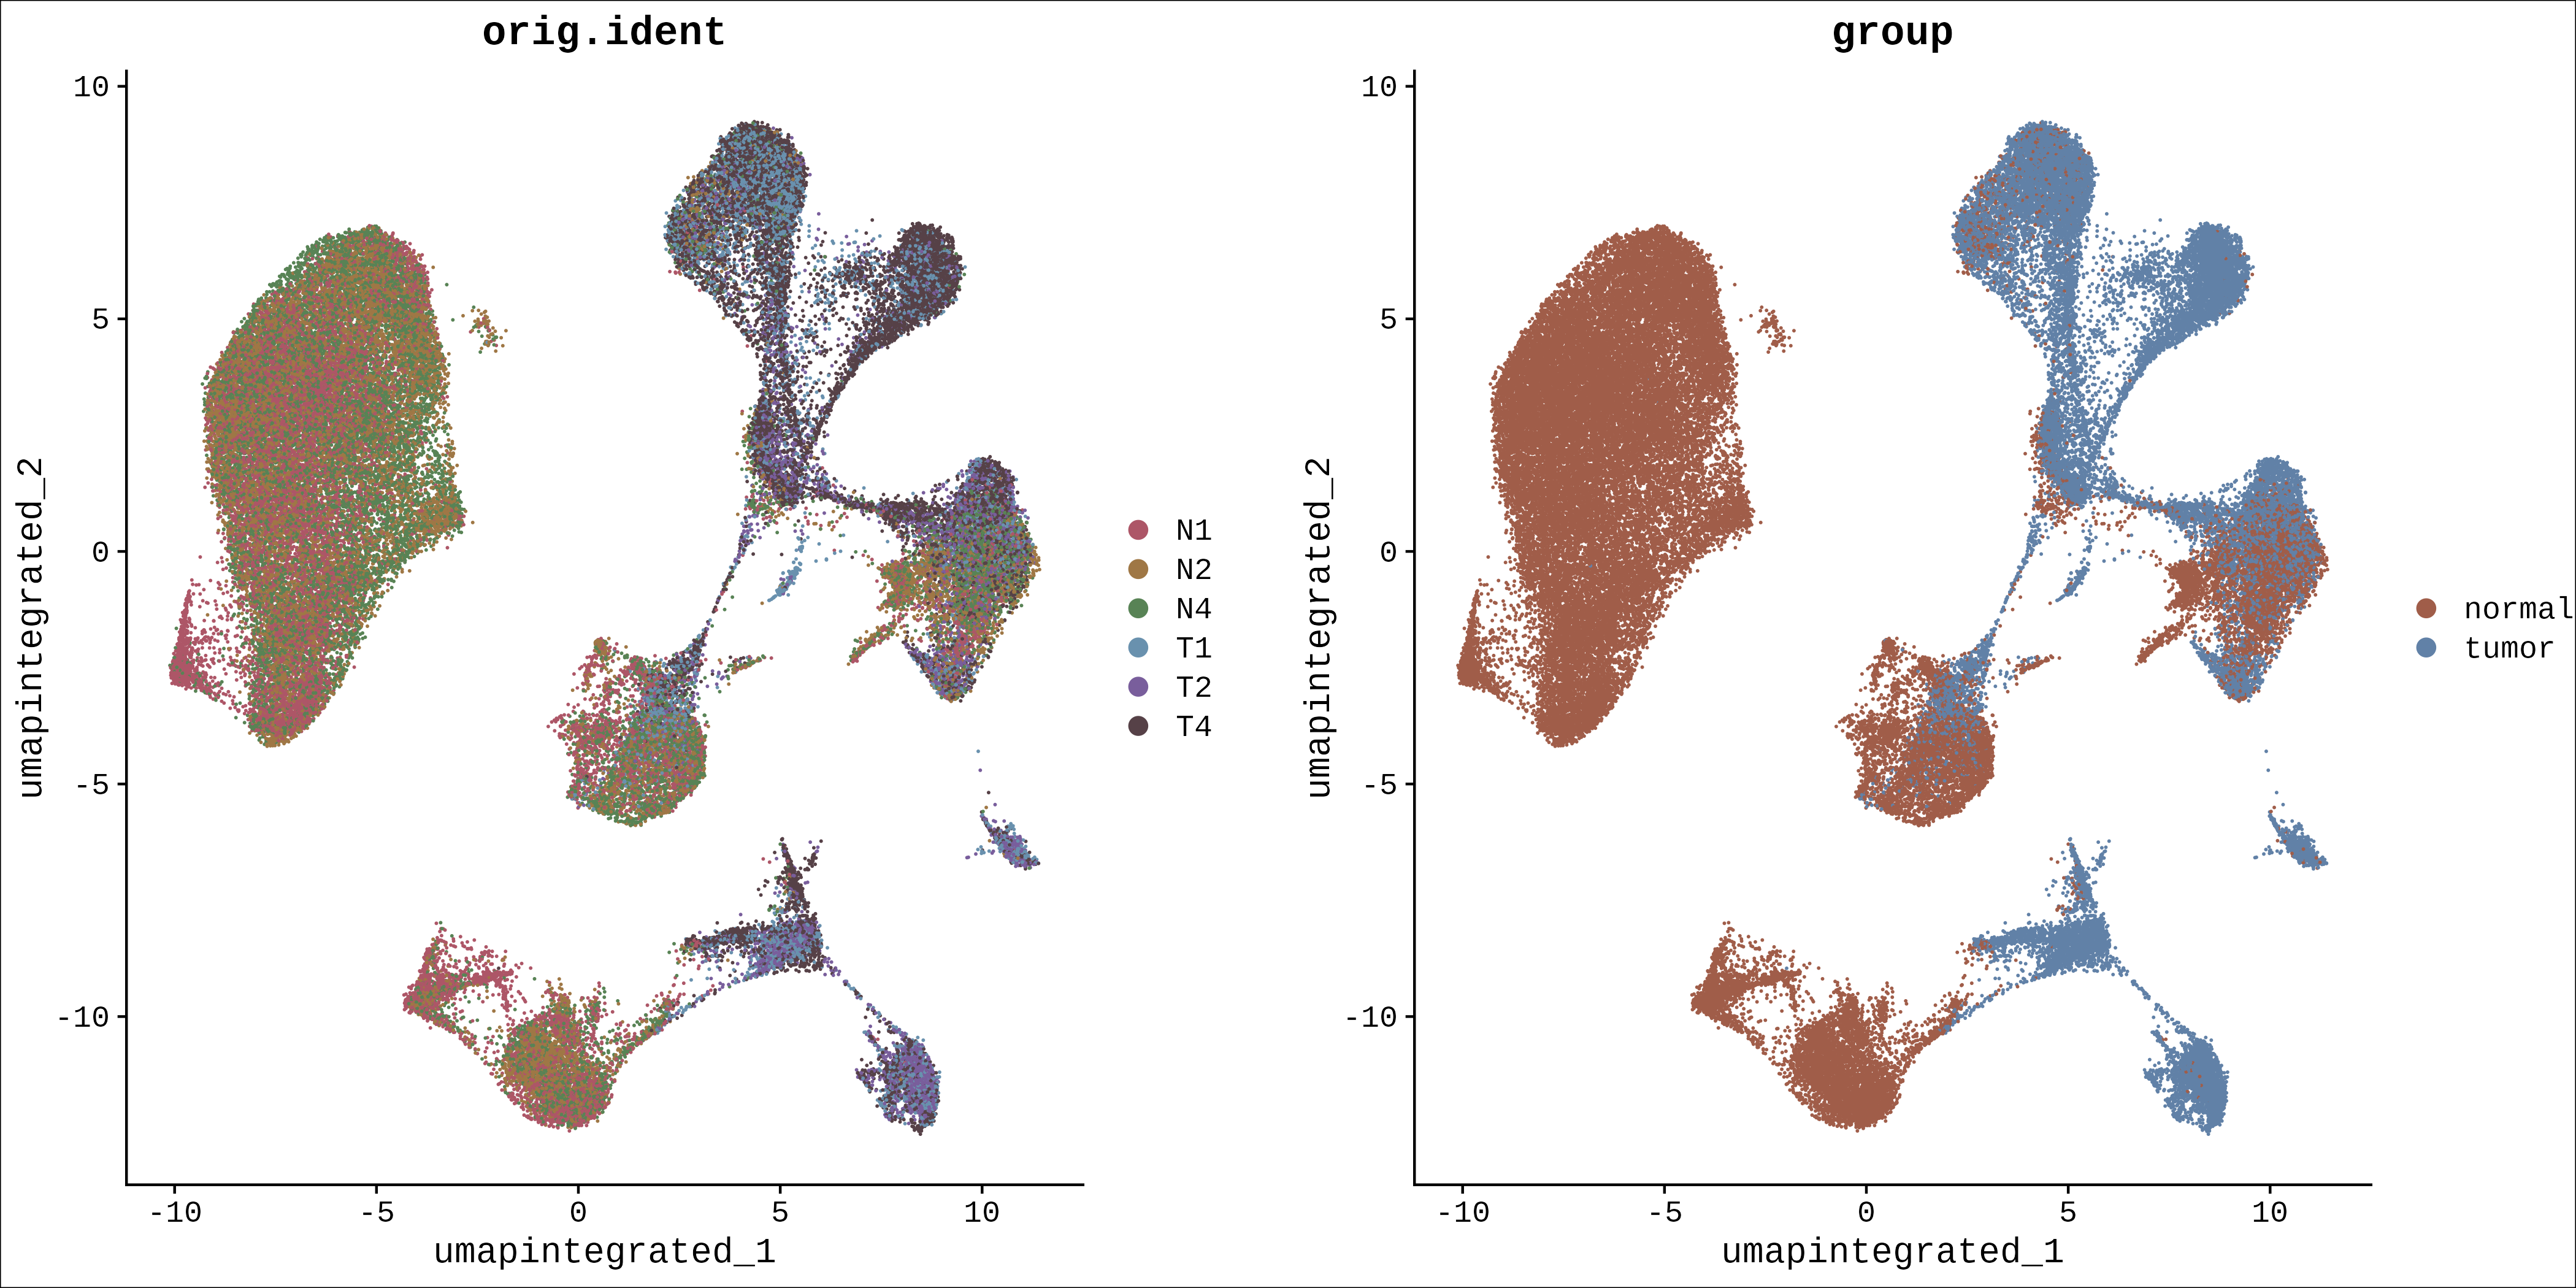 orig.ident
group
10
5
0
-5
-10
umapintegrated_2
-10
-5
0
5
10
umapintegrated_1
N1
N2
N4
T1
T2
T4
10
5
0
-5
-10
umapintegrated_2
-10
-5
0
5
10
umapintegrated_1
normal
tumor